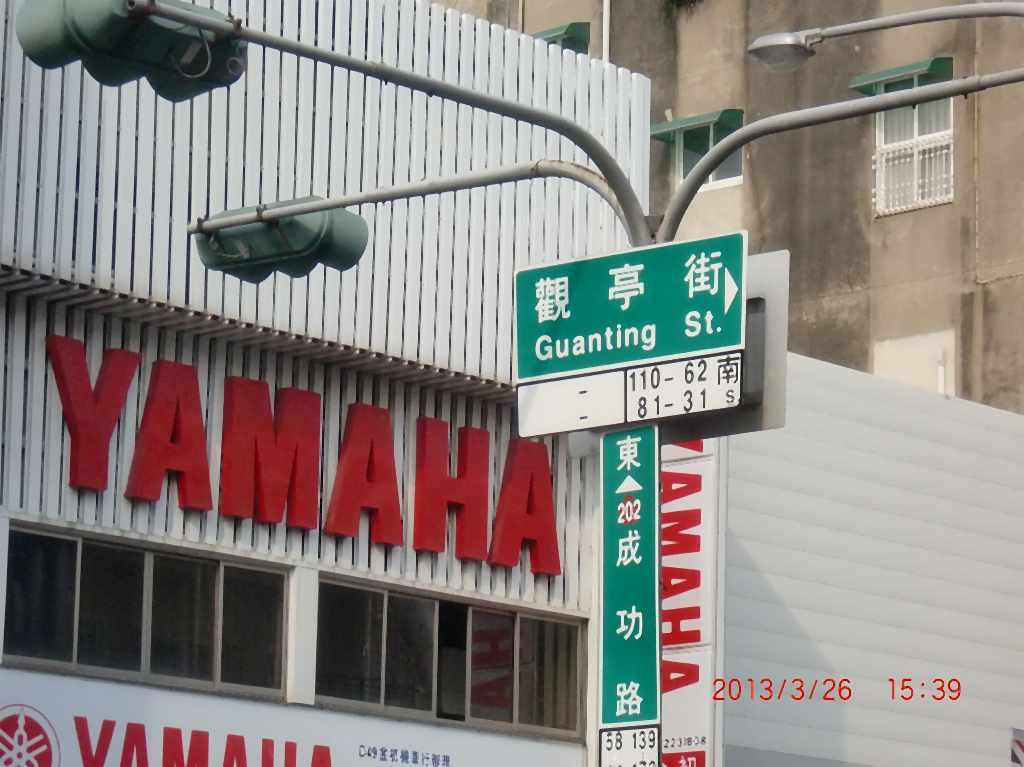 觀亭街
Guanting St.
110-62 南
81-31 S.
YAMAHA
東
202
成功路
58 139
YAMAHA
YAMAHA
2013/3/26 15:39